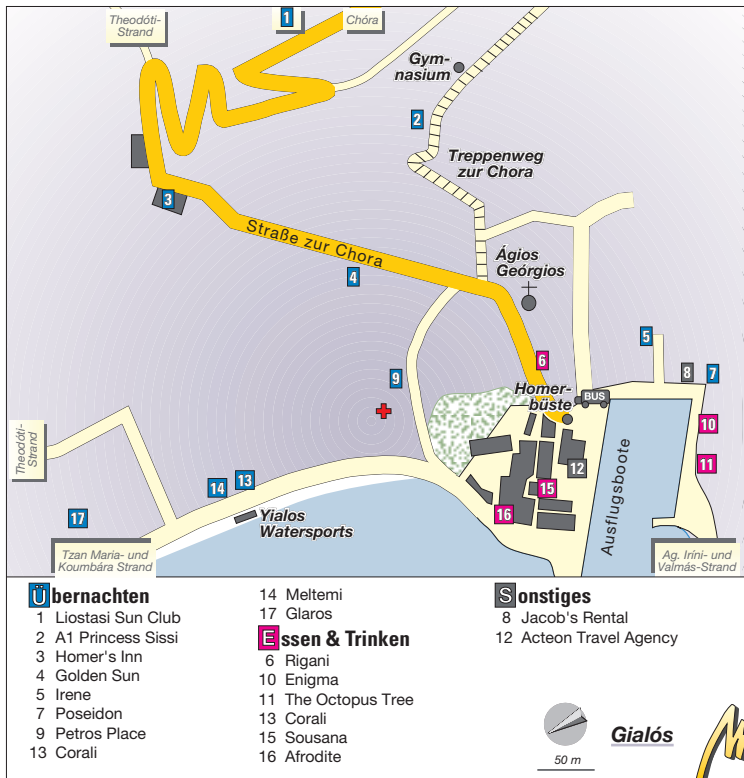 Theodóti-
Strand
1
Chóra
Gym-
nasium
2
Treppenweg
zur Chora
3
Straße zur Chora
4
Ágios
Geórgios
5
6
8
7
9
Homer-
büste
BUS
10
Theodóti-
Strand
11
12
14
13
15
16
17
Yialos
Watersports
Ausflugsboote
Tzan Maria- und
Koumbára Strand
Ag. Iríni- und
Valmás-Strand
Übernachten
1 Liostasi Sun Club
2 A1 Princess Sissi
3 Homer's Inn
4 Golden Sun
5 Irene
7 Poseidon
9 Petros Place
13 Corali
14 Meltemi
17 Glaros
Essen & Trinken
6 Rigani
10 Enigma
11 The Octopus Tree
13 Corali
15 Sousana
16 Afrodite
Sonstiges
8 Jacob's Rental
12 Acteon Travel Agency
Gialós
50 m